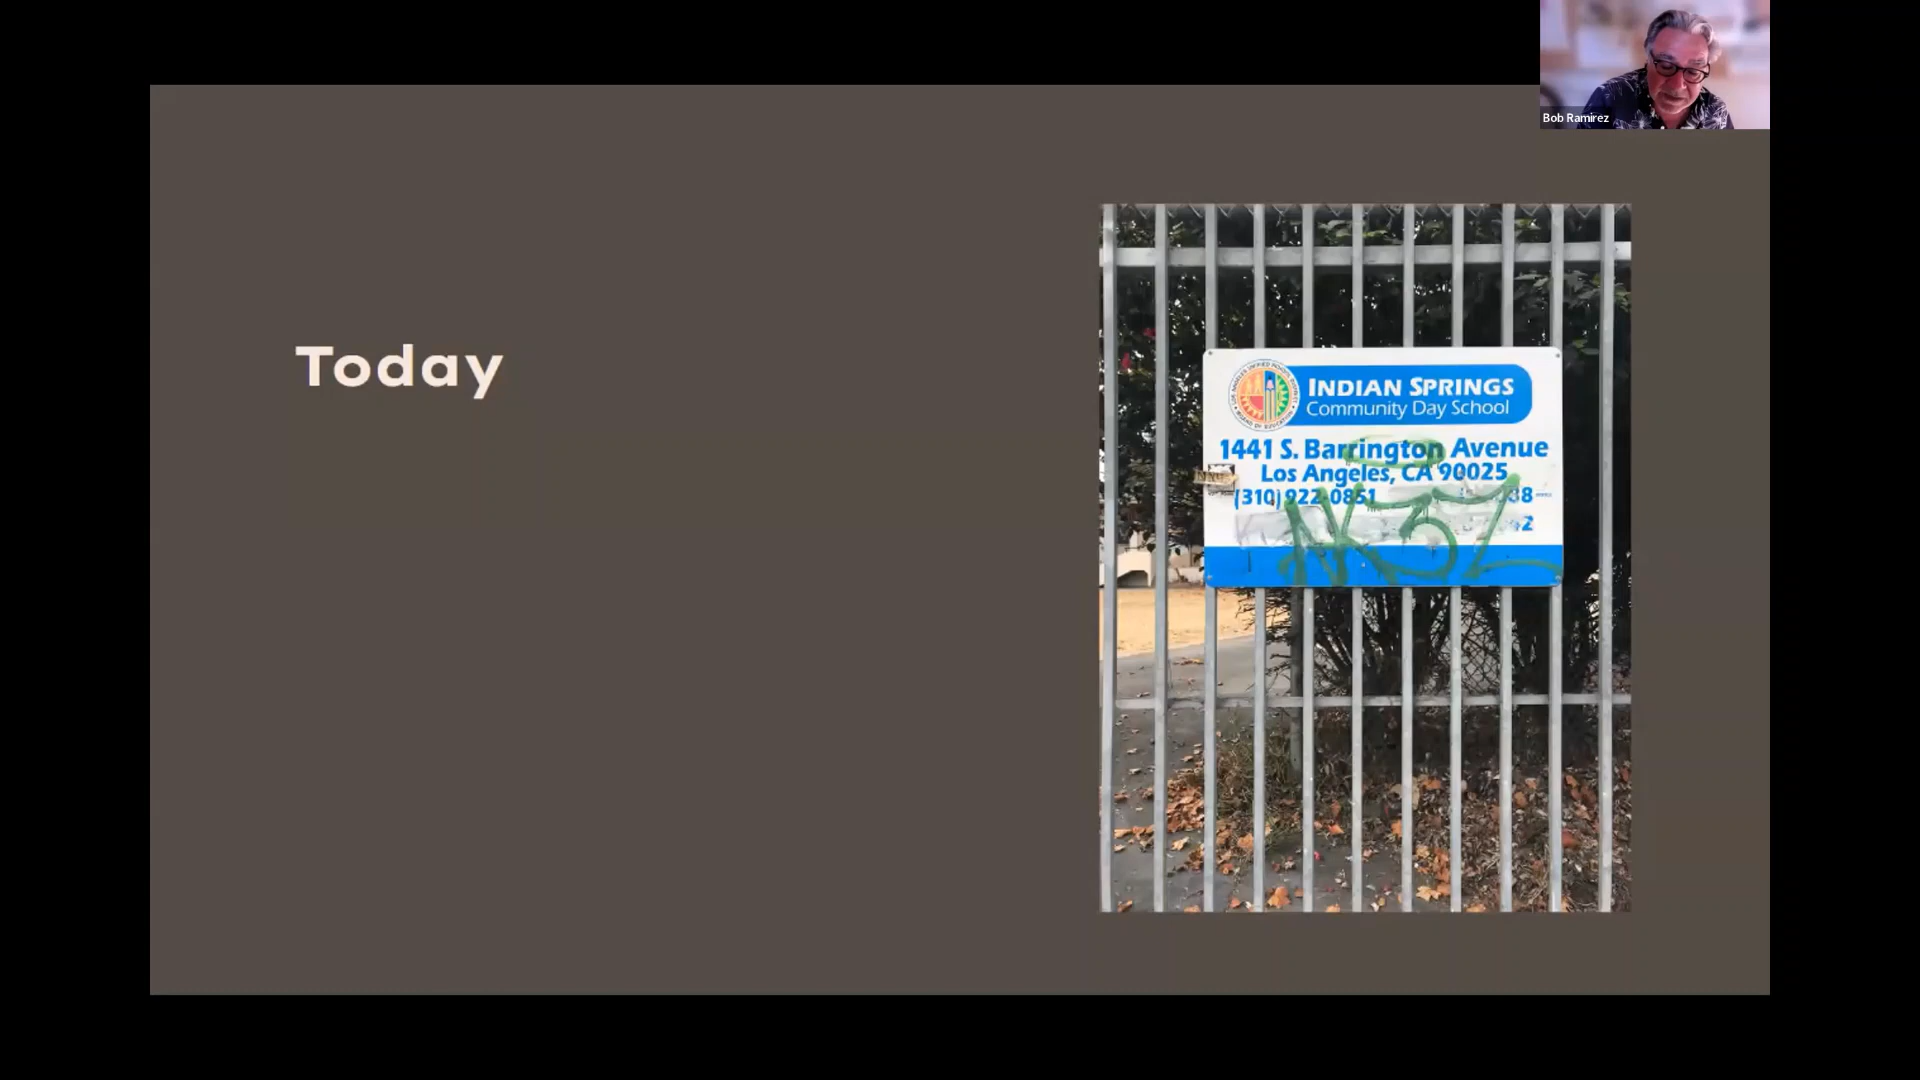 Bob Ramirez
Today
INDIAN SPRINGS
Community Day School
1441 S. Barrington Avenue
Los Angeles, CA 90025
(310) 922-0851